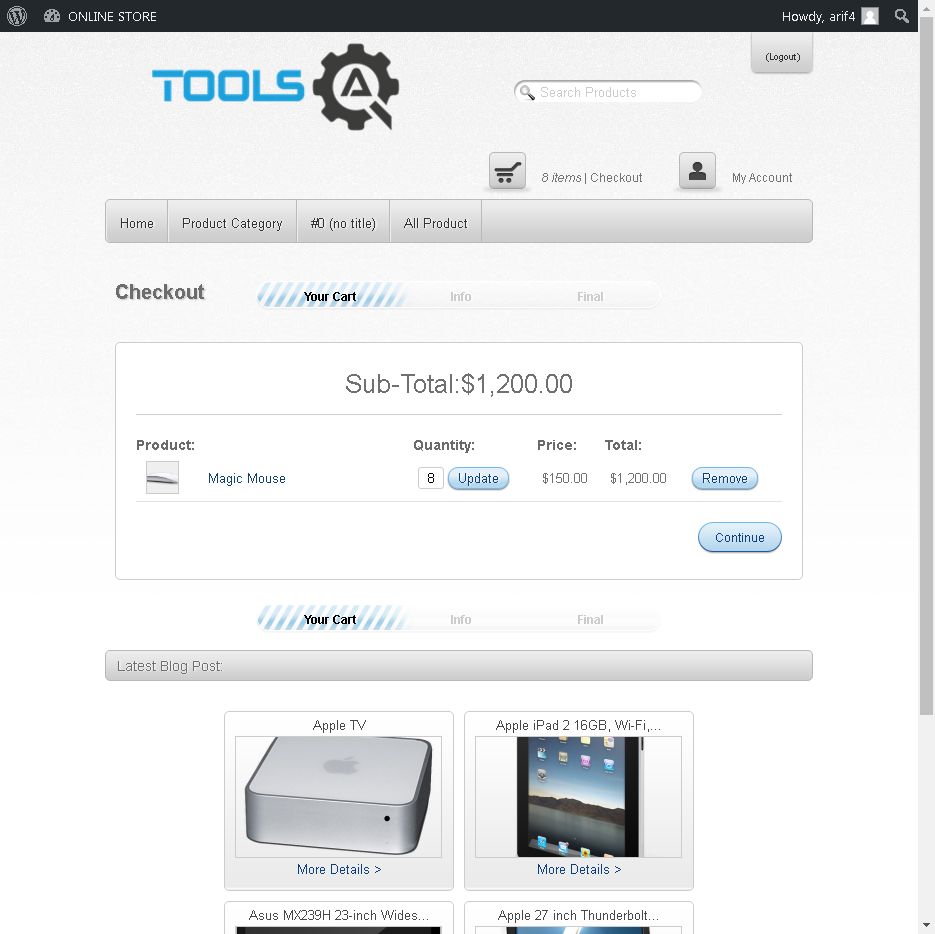 ONLINE STORE
Howdy, arif4
(Logout)
TOOLS QA
Search Products
8 items | Checkout
My Account
Home
Product Category
#0 (no title)
All Product
Checkout
Your Cart
Info
Final
Sub-Total:$1,200.00
Product:
Quantity:
Price:
Total:
Magic Mouse
8
Update
$150.00
$1,200.00
Remove
Continue
Your Cart
Info
Final
Latest Blog Post:
Apple TV
Apple iPad 2 16GB, Wi-Fi,...
More Details >
More Details >
Asus MX239H 23-inch Wides...
Apple 27 inch Thunderbolt...